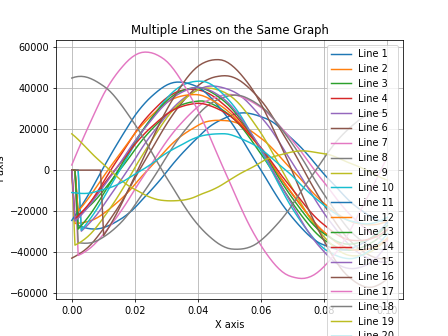 Multiple Lines on the Same Graph
60000
40000
20000
0
−20000
−40000
−60000
0.00
0.02
0.04
0.06
0.08
X axis
Line 1
Line 2
Line 3
Line 4
Line 5
Line 6
Line 7
Line 8
Line 9
Line 10
Line 11
Line 12
Line 13
Line 14
Line 15
Line 16
Line 17
Line 18
Line 19
Line 20